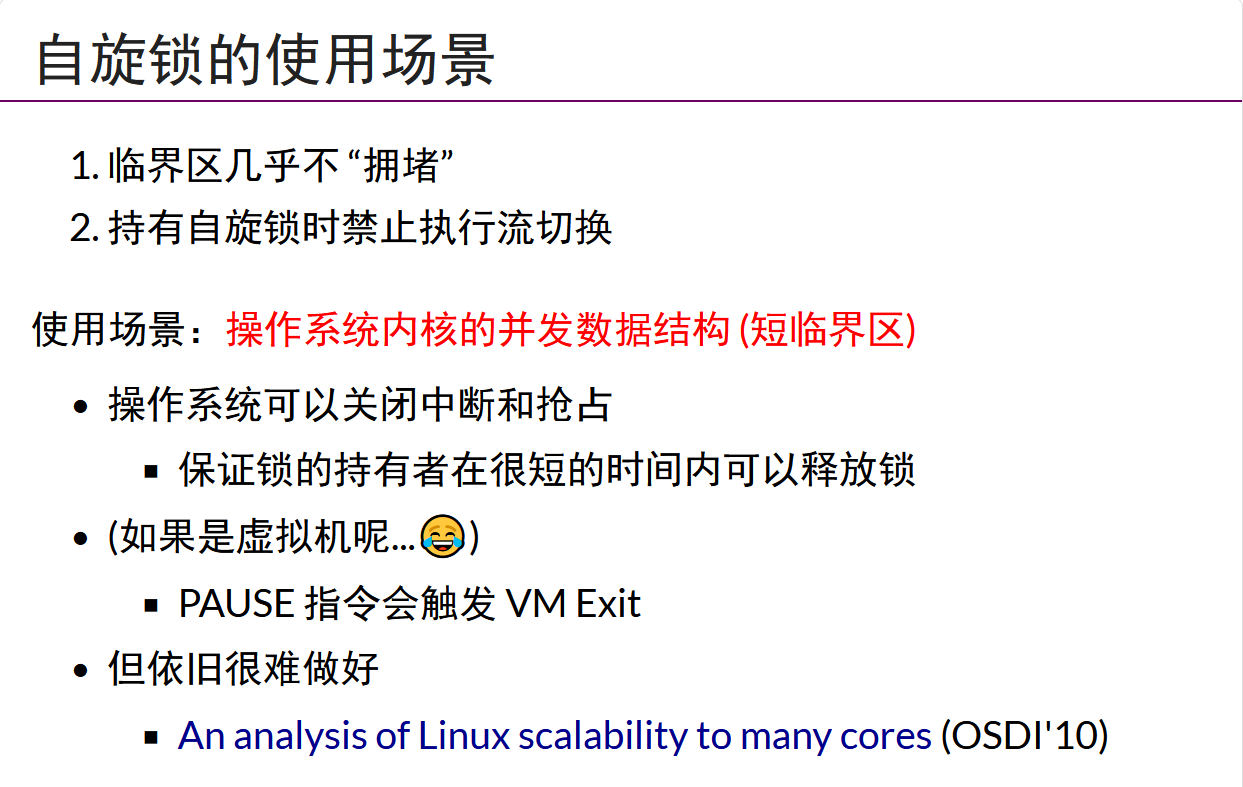 自旋锁的使用场景
1. 临界区几乎不 “拥堵”
2. 持有自旋锁时禁止执行流切换
使用场景：操作系统内核的并发数据结构 (短临界区)
• 操作系统可以关闭中断和抢占
▪ 保证锁的持有者在很短的时间内可以释放锁
• (如果是虚拟机呢...😂)
▪ PAUSE 指令会触发 VM Exit
• 但依旧很难做好
▪ An analysis of Linux scalability to many cores (OSDI'10)